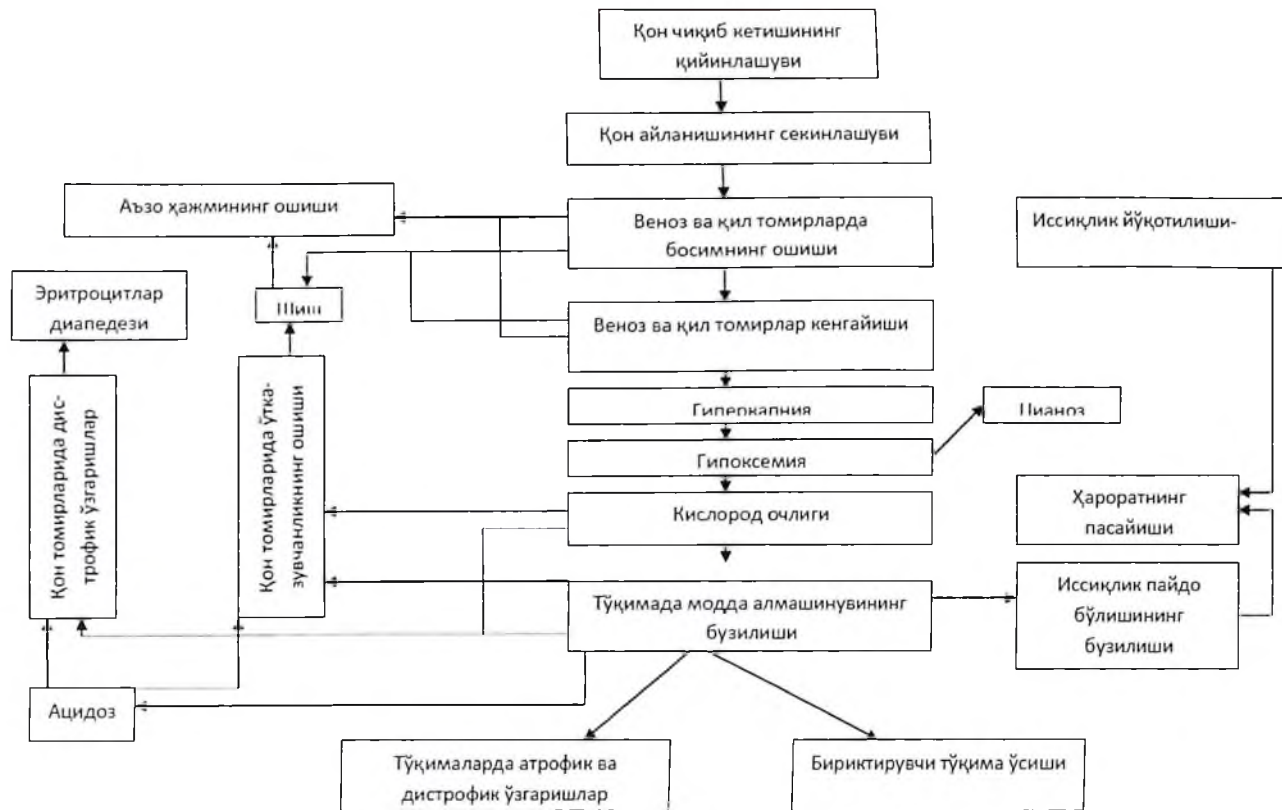 Қон чиқиб кетишининг
қийинлашуви
Қон айланишининг секинлашуви
Аъзо ҳажмининг ошиши
Веноз ва қил томирларда
босимнинг ошиши
Иссиқлик йўқотилиши-
Эритроцитлар
диапедези
Шиш
Веноз ва қил томирлар кенгайиши
Қон томирларида дис-
трофик ўзгаришлар
Қон томирларида ўтка-
зувчанликнинг ошиши
Гиперкапния
Цианоз
Гипоксемия
Кислород очлиги
Ҳароратнинг
пасайиши
Тўқимада модда алмашинувининг
бузилиши
Иссиқлик пайдо
бўлишининг
бузилиши
Ацидоз
Тўқималарда атрофик ва
дистрофик ўзгаришлар
Бириктирувчи тўқима ўсиши